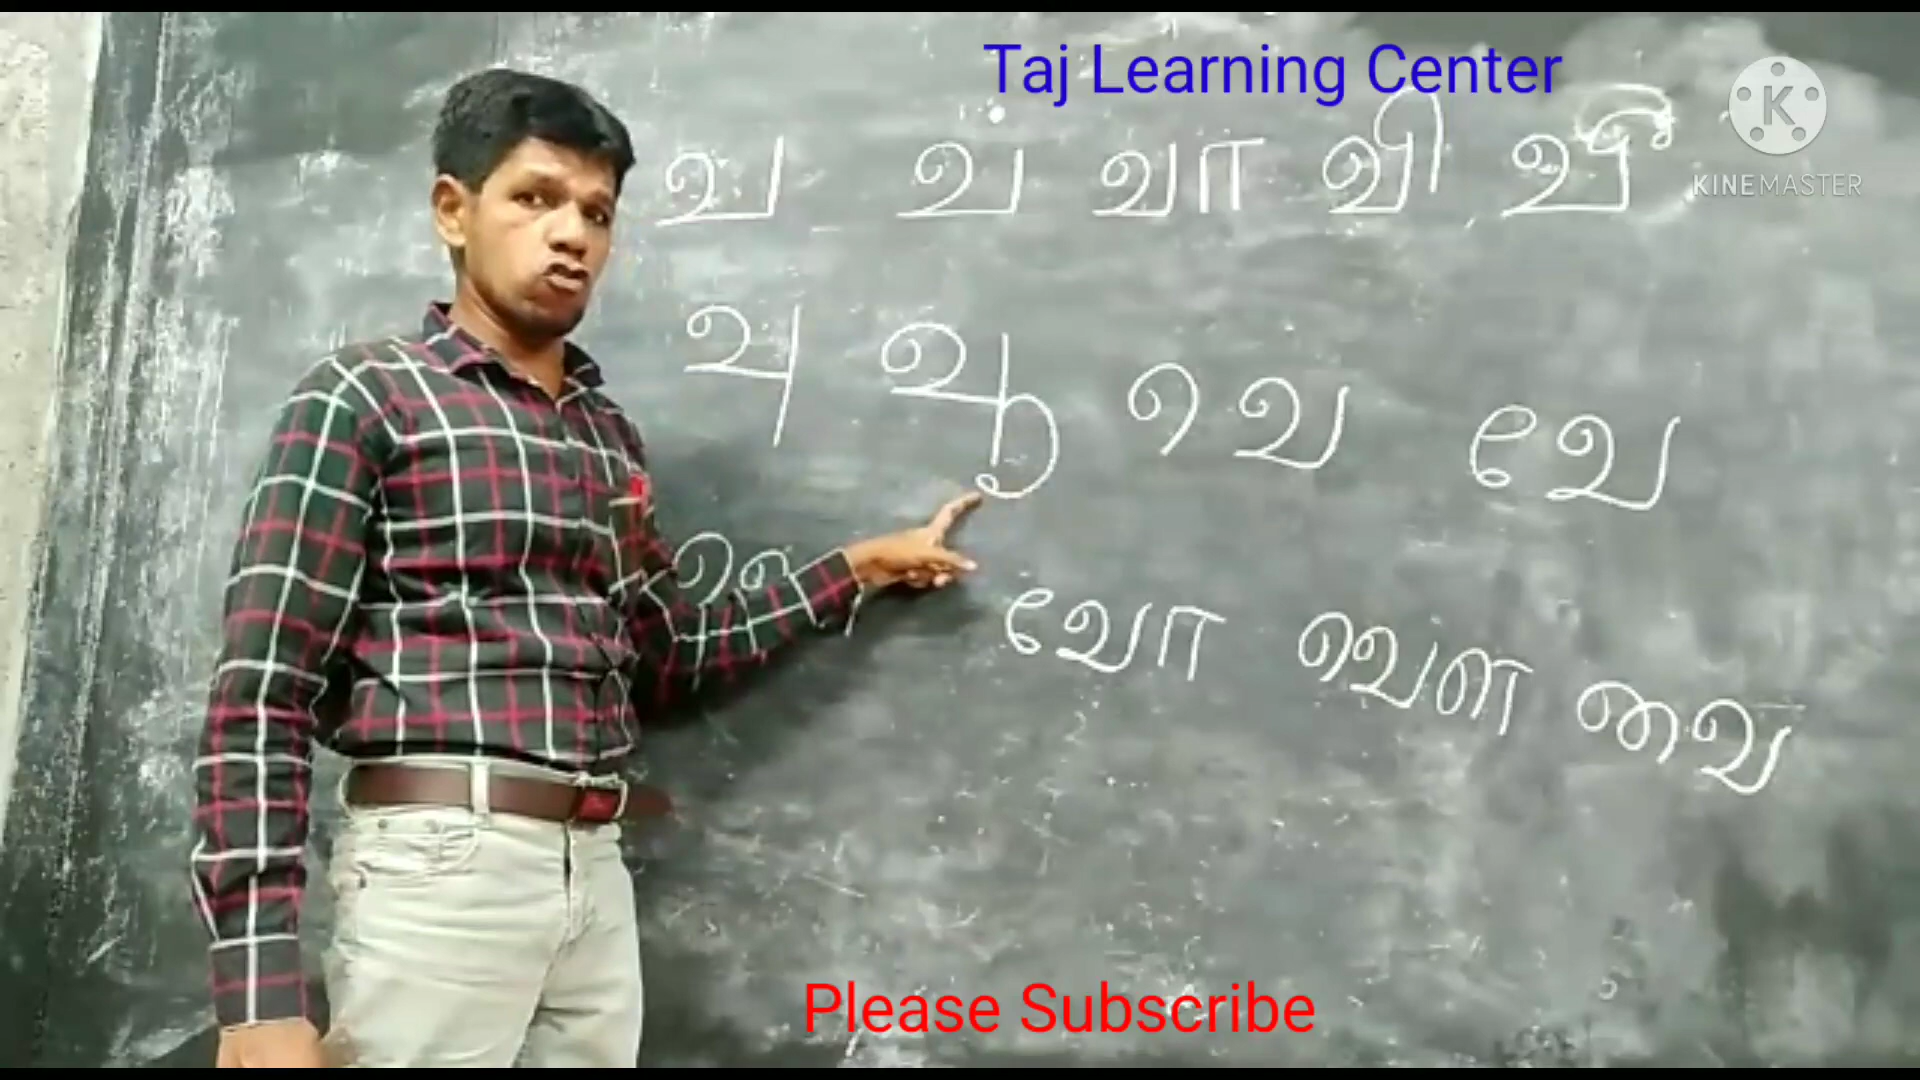 Taj Learning Center
KINEMASTER
வ வ் வா வி வீ
வு வூ வெ வே
வோ வௌ வை
Please Subscribe